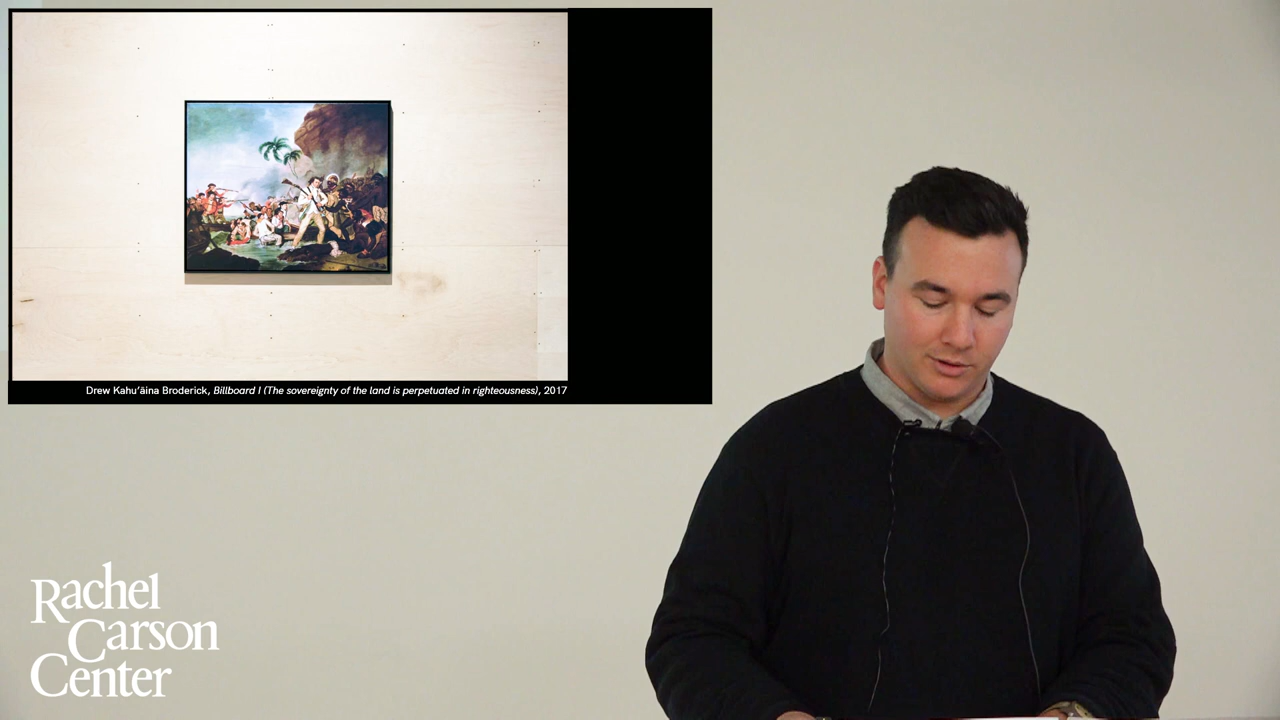 Drew Kahu‘āina Broderick, Billboard I (The sovereignty of the land is perpetuated in righteousness), 2017
Rachel
Carson
Center